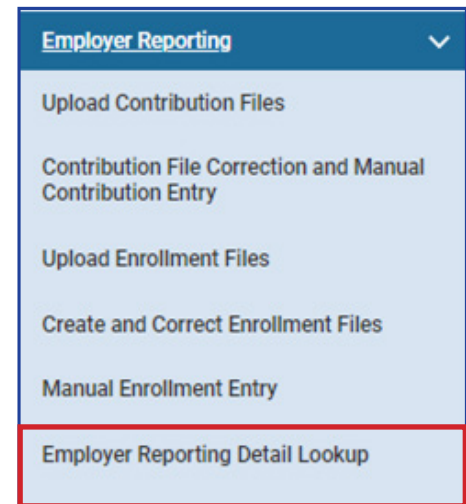 Employer Reporting
Upload Contribution Files
Contribution File Correction and Manual
Contribution Entry
Upload Enrollment Files
Create and Correct Enrollment Files
Manual Enrollment Entry
Employer Reporting Detail Lookup